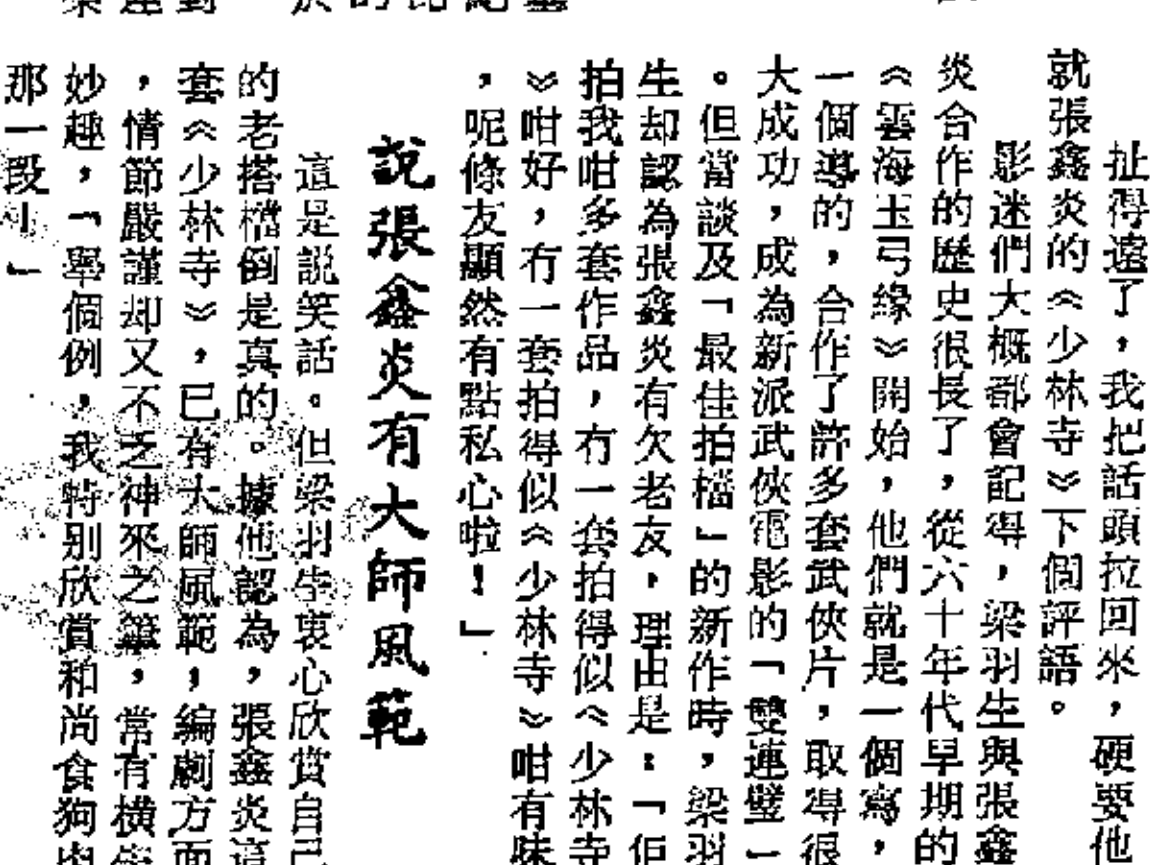 扯得遠了，我把話頭拉回來，硬要他
就張鑫炎的《少林寺》下個評語。
影迷們大概都會記得，梁羽生與張鑫
炎合作的歷史很長了，從六十年代早期的
《雲海玉弓緣》開始，他們就是一個寫，
一個導的，合作了許多套武俠片，取得很
大成功，成為新派武俠電影的「雙連璧」
。但當談及「最佳拍檔」的新作時，梁羽
生却認為張鑫炎有欠老友，理由是：「佢
拍我咁多套作品，冇一套拍得似《少林寺
》咁好，冇一套拍得似《少林寺》咁有味
，呢條友顯然有點私心啦！」
說張鑫炎有大師風範
這是說笑話。但梁羽生衷心欣賞自己
的老搭檔倒是真的。據他認為，張鑫炎這
套《少林寺》，已有大師風範，編劇方面
，情節嚴謹却又不乏神來之筆，常有橫生
妙趣，「舉個例，我特別欣賞和尚食狗肉
那一段！」